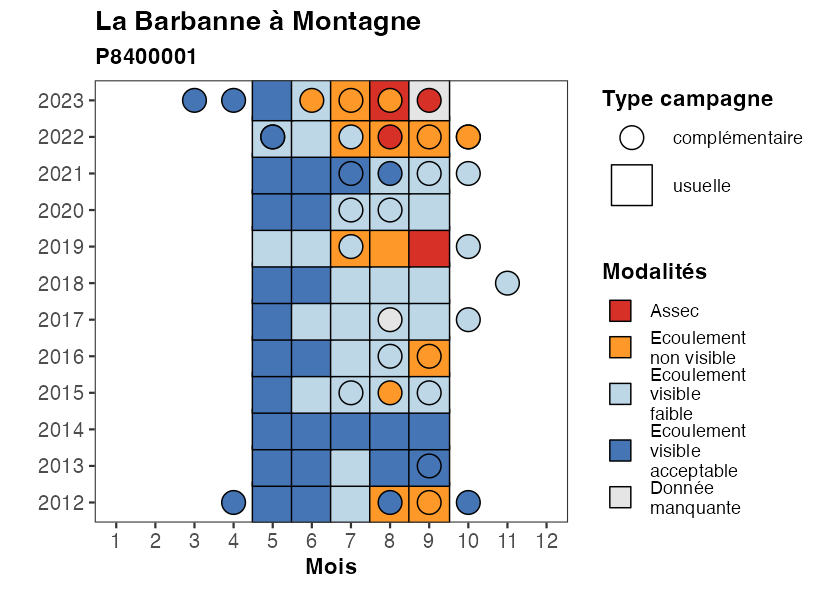 La Barbanne à Montagne
P8400001
2023
2022
2021
2020
2019
2018
2017
2016
2015
2014
2013
2012
1 2 3 4 5 6 7 8 9 10 11 12
Mois
Type campagne
complémentaire
usuelle
Modalités
Assec
Ecoulement
non visible
Ecoulement
visible
faible
Ecoulement
visible
acceptable
Donnée
manquante